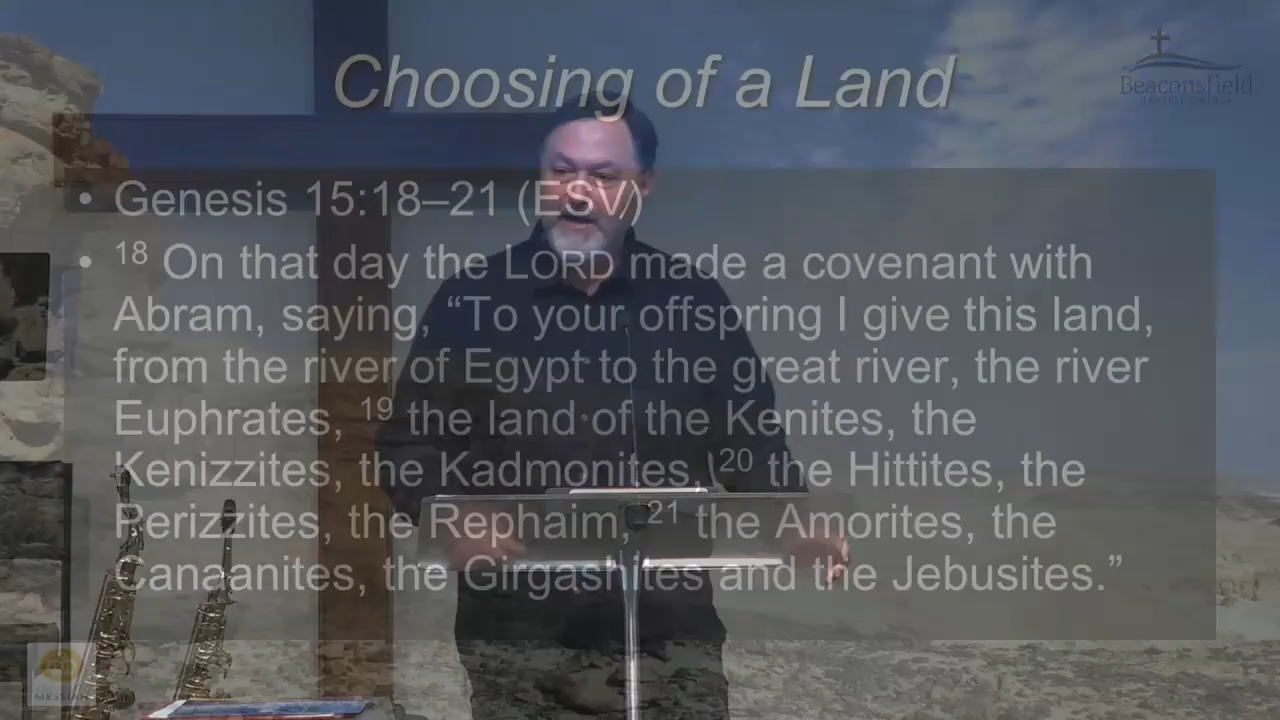 Choosing of a Land
Beaconsfield
BAPTIST CHURCH
• Genesis 15:18–21 (ESV)
• 18 On that day the LORD made a covenant with
Abram, saying, “To your offspring I give this land,
from the river of Egypt to the great river, the river
Euphrates, 19 the land of the Kenites, the
Kenizzites, the Kadmonites, 20 the Hittites, the
Perizzites, the Rephaim, 21 the Amorites, the
Canaanites, the Girgashites and the Jebusites.”